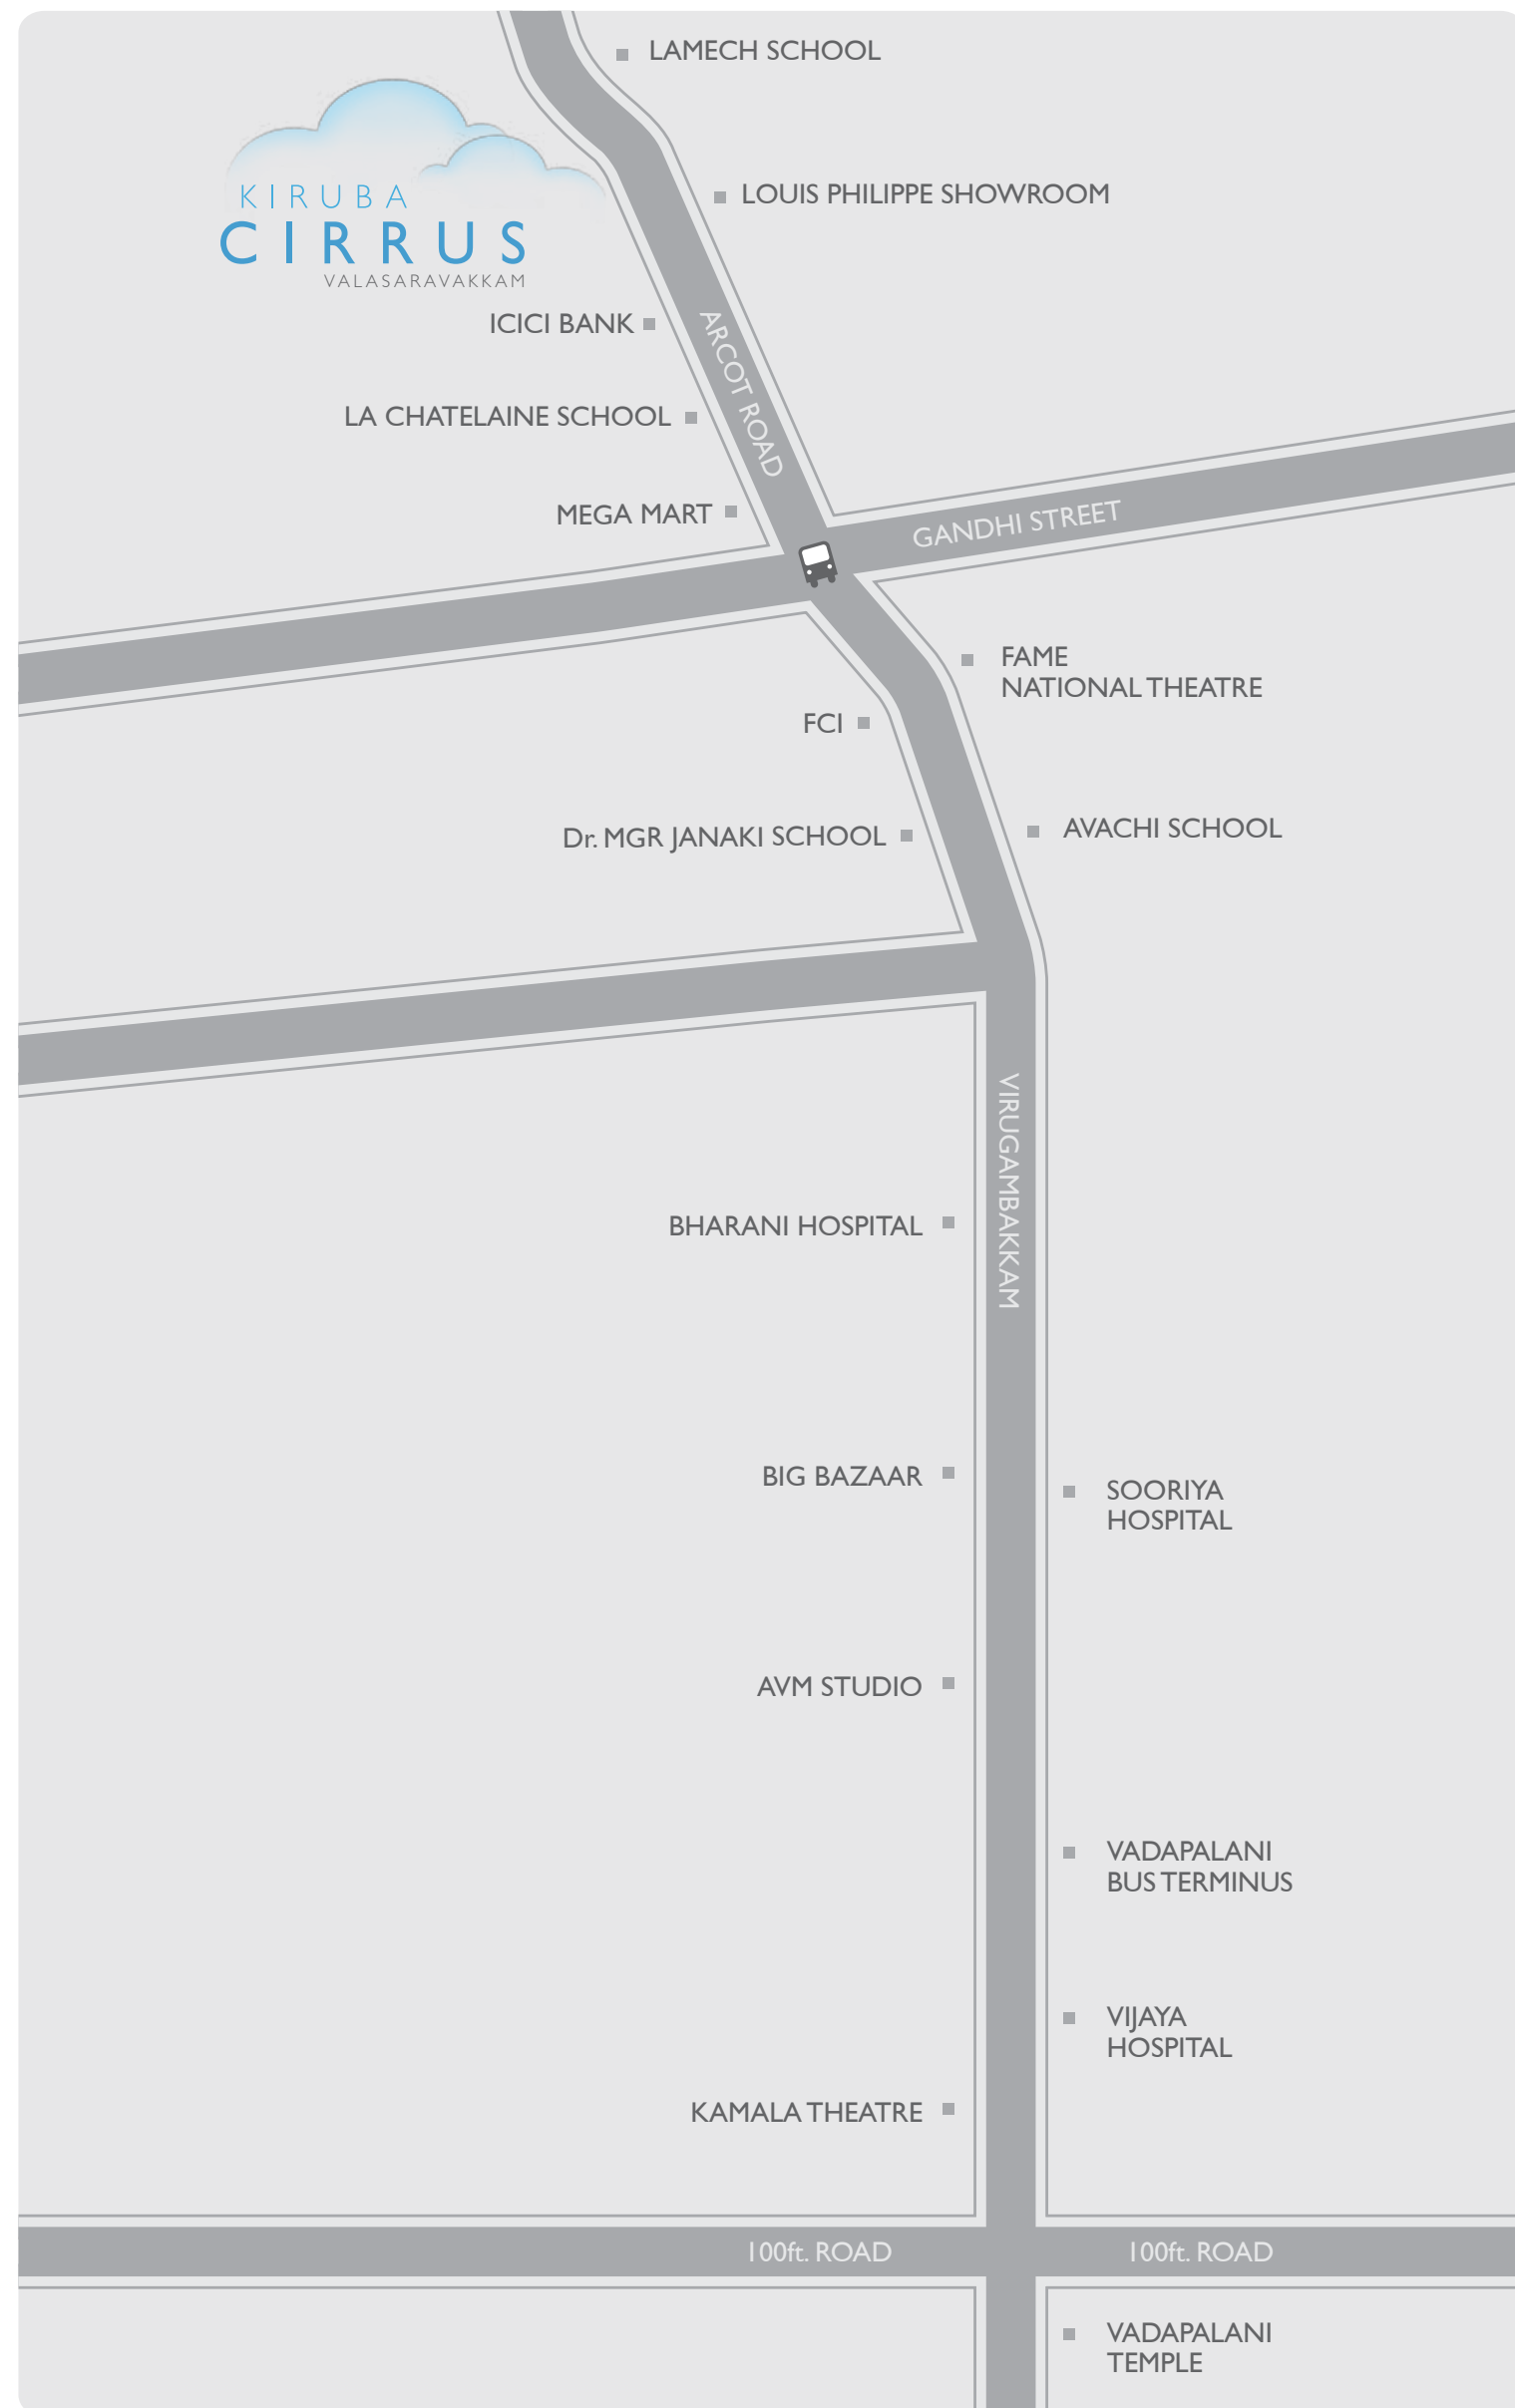 LAMECH SCHOOL
LOUIS PHILIPPE SHOWROOM
KIRUBA
CIRRUS
VALASARAVAKKAM
ICICI BANK
ARCOT ROAD
LA CHATELAINE SCHOOL
MEGA MART
GANDHI STREET
FAME
NATIONAL THEATRE
FCI
AVACHI SCHOOL
Dr. MGR JANAKI SCHOOL
VIRUGAMBAKKAM
BHARANI HOSPITAL
BIG BAZAAR
SOORIYA
HOSPITAL
AVM STUDIO
VADAPALANI
BUS TERMINUS
VIJAYA
HOSPITAL
KAMALA THEATRE
100ft. ROAD
100ft. ROAD
VADAPALANI
TEMPLE